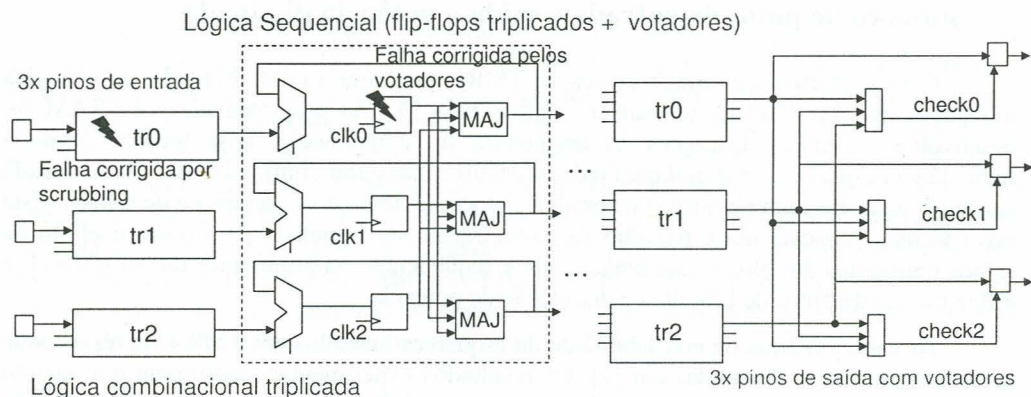 Lógica Sequencial (flip-flops triplicados + votadores)
3x pinos de entrada
Falha corrigida pelos
votadores
tr0
clk0
MAJ
tr0
check0
Falha corrigida por
scrubbing
tr1
clk1
MAJ
...
tr1
check1
tr2
clk2
MAJ
...
tr2
check2
Lógica combinacional triplicada
3x pinos de saída com votadores